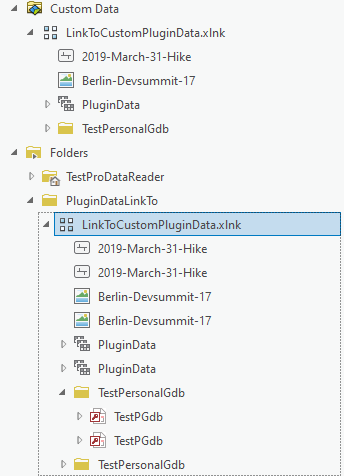 Custom Data
LinkToCustomPluginData.xlnk
2019-March-31-Hike
Berlin-Devsummit-17
PluginData
TestPersonalGdb
Folders
TestProDataReader
PluginDataLinkTo
LinkToCustomPluginData.xlnk
2019-March-31-Hike
2019-March-31-Hike
Berlin-Devsummit-17
Berlin-Devsummit-17
PluginData
PluginData
TestPersonalGdb
TestPGdb
TestPGdb
TestPersonalGdb